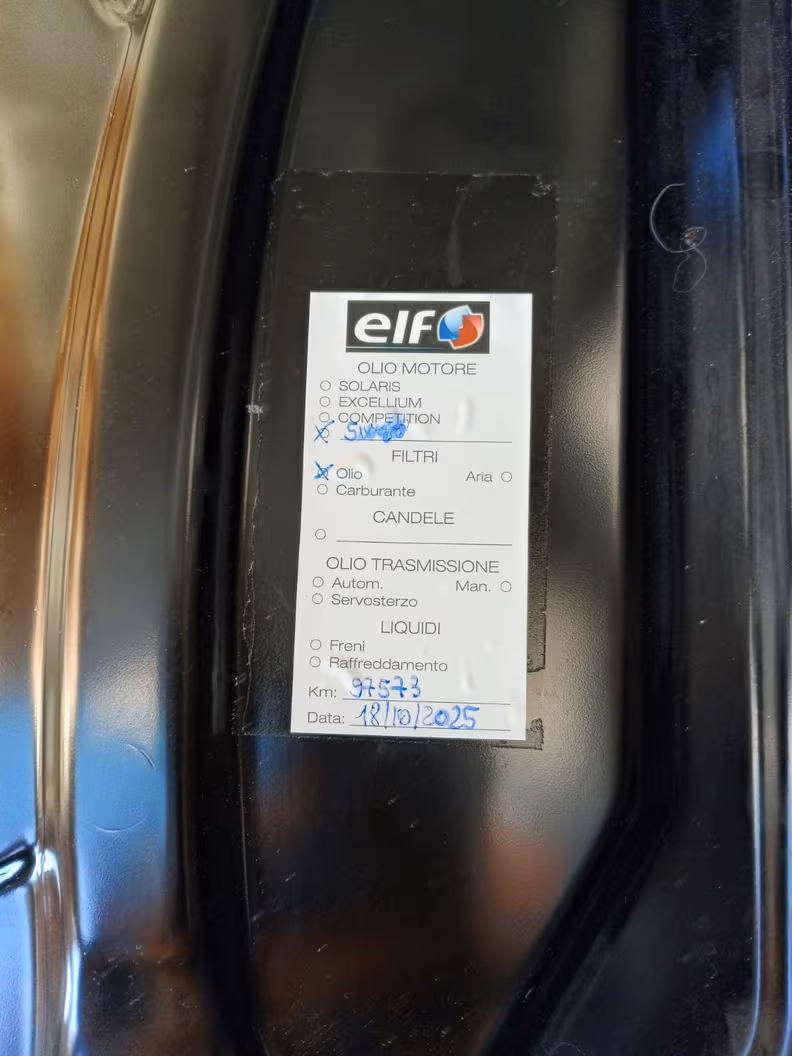 elf
OLIO MOTORE
SOLARIS
EXCELLIUM
COMPETITION
FILTRI
Olio Aria
Carburante
CANDELE
OLIO TRASMISSIONE
Autom. Man.
Servosterzo
LIQUIDI
Freni
Raffreddamento
Km: 97573
Data: 18/10/2025